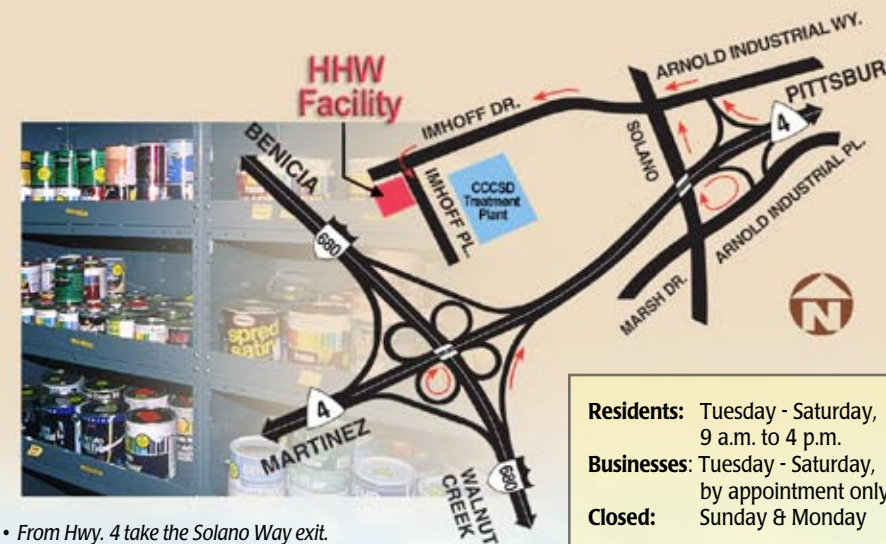 HHW
Facility
ARNOLD INDUSTRIAL WY.
PITTSBUR
IMHOFF DR.
SOLANO
4
BENICIA
IMHOFF PL.
CCCSD
Treatment
Plant
ARNOLD INDUSTRIAL PL.
680
MARSH DR.
N
spred
satin
4
MARTINEZ
WALNUT
CREEK
680
Residents: Tuesday - Saturday,
9 a.m. to 4 p.m.
Businesses: Tuesday - Saturday,
by appointment only
Closed: Sunday & Monday
• From Hwy. 4 take the Solano Way exit.